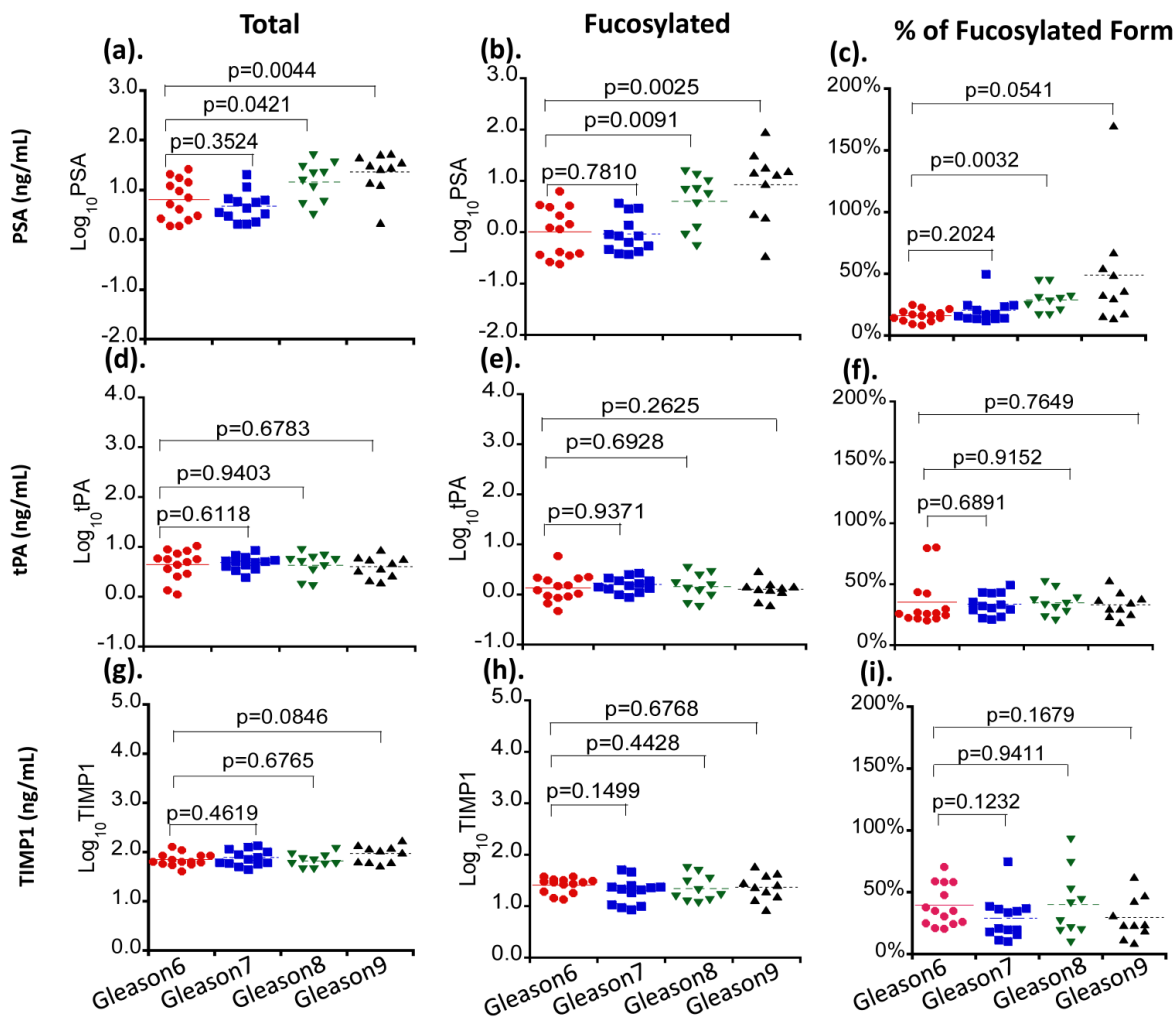 Total
Fucosylated
% of Fucosylated Form
(a).
(b).
(c).
PSA (ng/mL)
Log10PSA
3.0
2.0
1.0
0.0
-1.0
-2.0
p=0.0044
p=0.0421
p=0.3524
Log10PSA
3.0
2.0
1.0
0.0
-1.0
-2.0
p=0.0025
p=0.0091
p=0.7810
200%
150%
100%
50%
0%
p=0.0541
p=0.0032
p=0.2024
(d).
(e).
(f).
tPA (ng/mL)
Log10tPA
4.0
3.0
2.0
1.0
0.0
-1.0
p=0.6783
p=0.9403
p=0.6118
Log10tPA
4.0
3.0
2.0
1.0
0.0
-1.0
p=0.2625
p=0.6928
p=0.9371
200%
150%
100%
50%
0%
p=0.7649
p=0.9152
p=0.6891
(g).
(h).
(i).
TIMP1 (ng/mL)
Log10TIMP1
5.0
4.0
3.0
2.0
1.0
0.0
p=0.0846
p=0.6765
p=0.4619
Log10TIMP1
5.0
4.0
3.0
2.0
1.0
0.0
p=0.6768
p=0.4428
p=0.1499
200%
150%
100%
50%
0%
p=0.1679
p=0.9411
p=0.1232
Gleason6
Gleason7
Gleason8
Gleason9
Gleason6
Gleason7
Gleason8
Gleason9
Gleason6
Gleason7
Gleason8
Gleason9